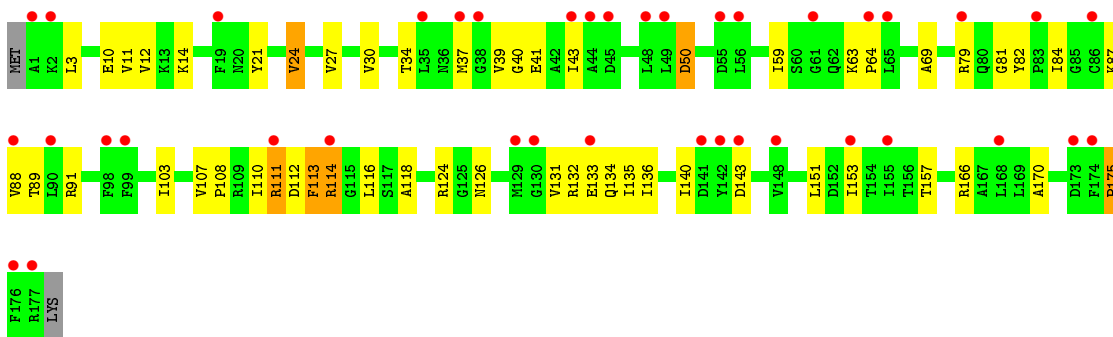 MET A1 K2 L3 E10 V11 V12 K13 K14 F19 N20 Y21 V24 V27 V30 T34 L35 N36 M37 G38 V39 G40 E41 A42 I43 A44 D45 L48 L49 D50 D55 L56 I59 S60 G61 Q62 K63 P64 L65 A69 R79 Q80 G81 Y82 P83 I84 G85 C86 K87
V88 T89 L90 R91 F98 F99 I103 V107 P108 R109 I110 R111 D112 F113 R114 G115 L116 S117 A118 R124 G125 N126 M129 G130 V131 R132 E133 Q134 I135 I136 I140 D141 Y142 D143 V148 L151 D152 I153 T154 I155 T156 T157 R166 A167 L168 L169 A170 D173 F174 P175
F176 R177 LYS